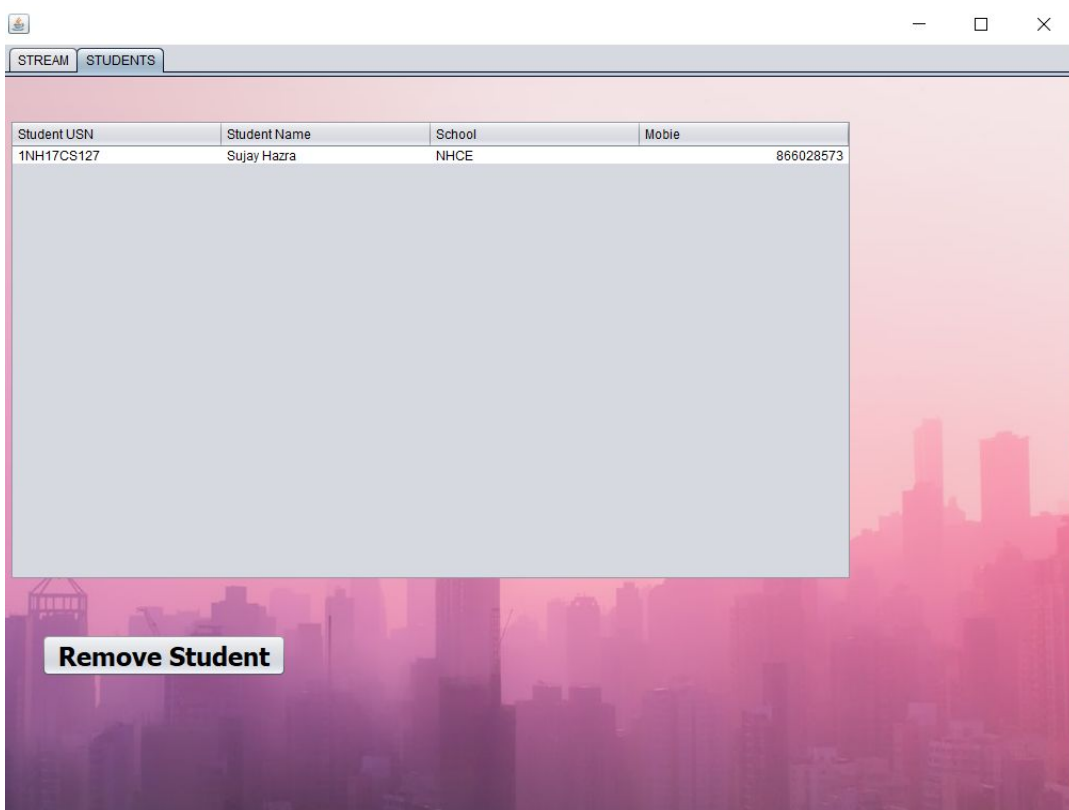 STREAM STUDENTS
Student USN Student Name School Mobie
1NH17CS127 Sujay Hazra NHCE 866028573
Remove Student